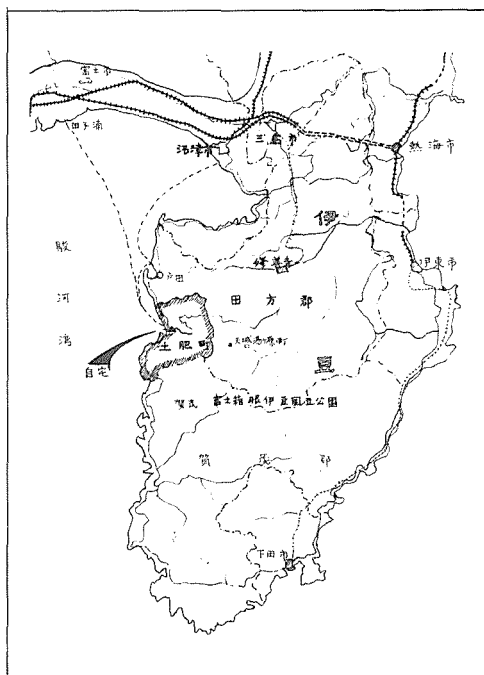 富士市
田子浦
沼津市
三島市
熱海市
伊
修善寺
伊東市
戸田
駿河湾
田方郡
土肥町
天城湯ヶ島町
豆
自宅
賀茂
富士箱根伊豆国立公園
賀茂郡
下田市